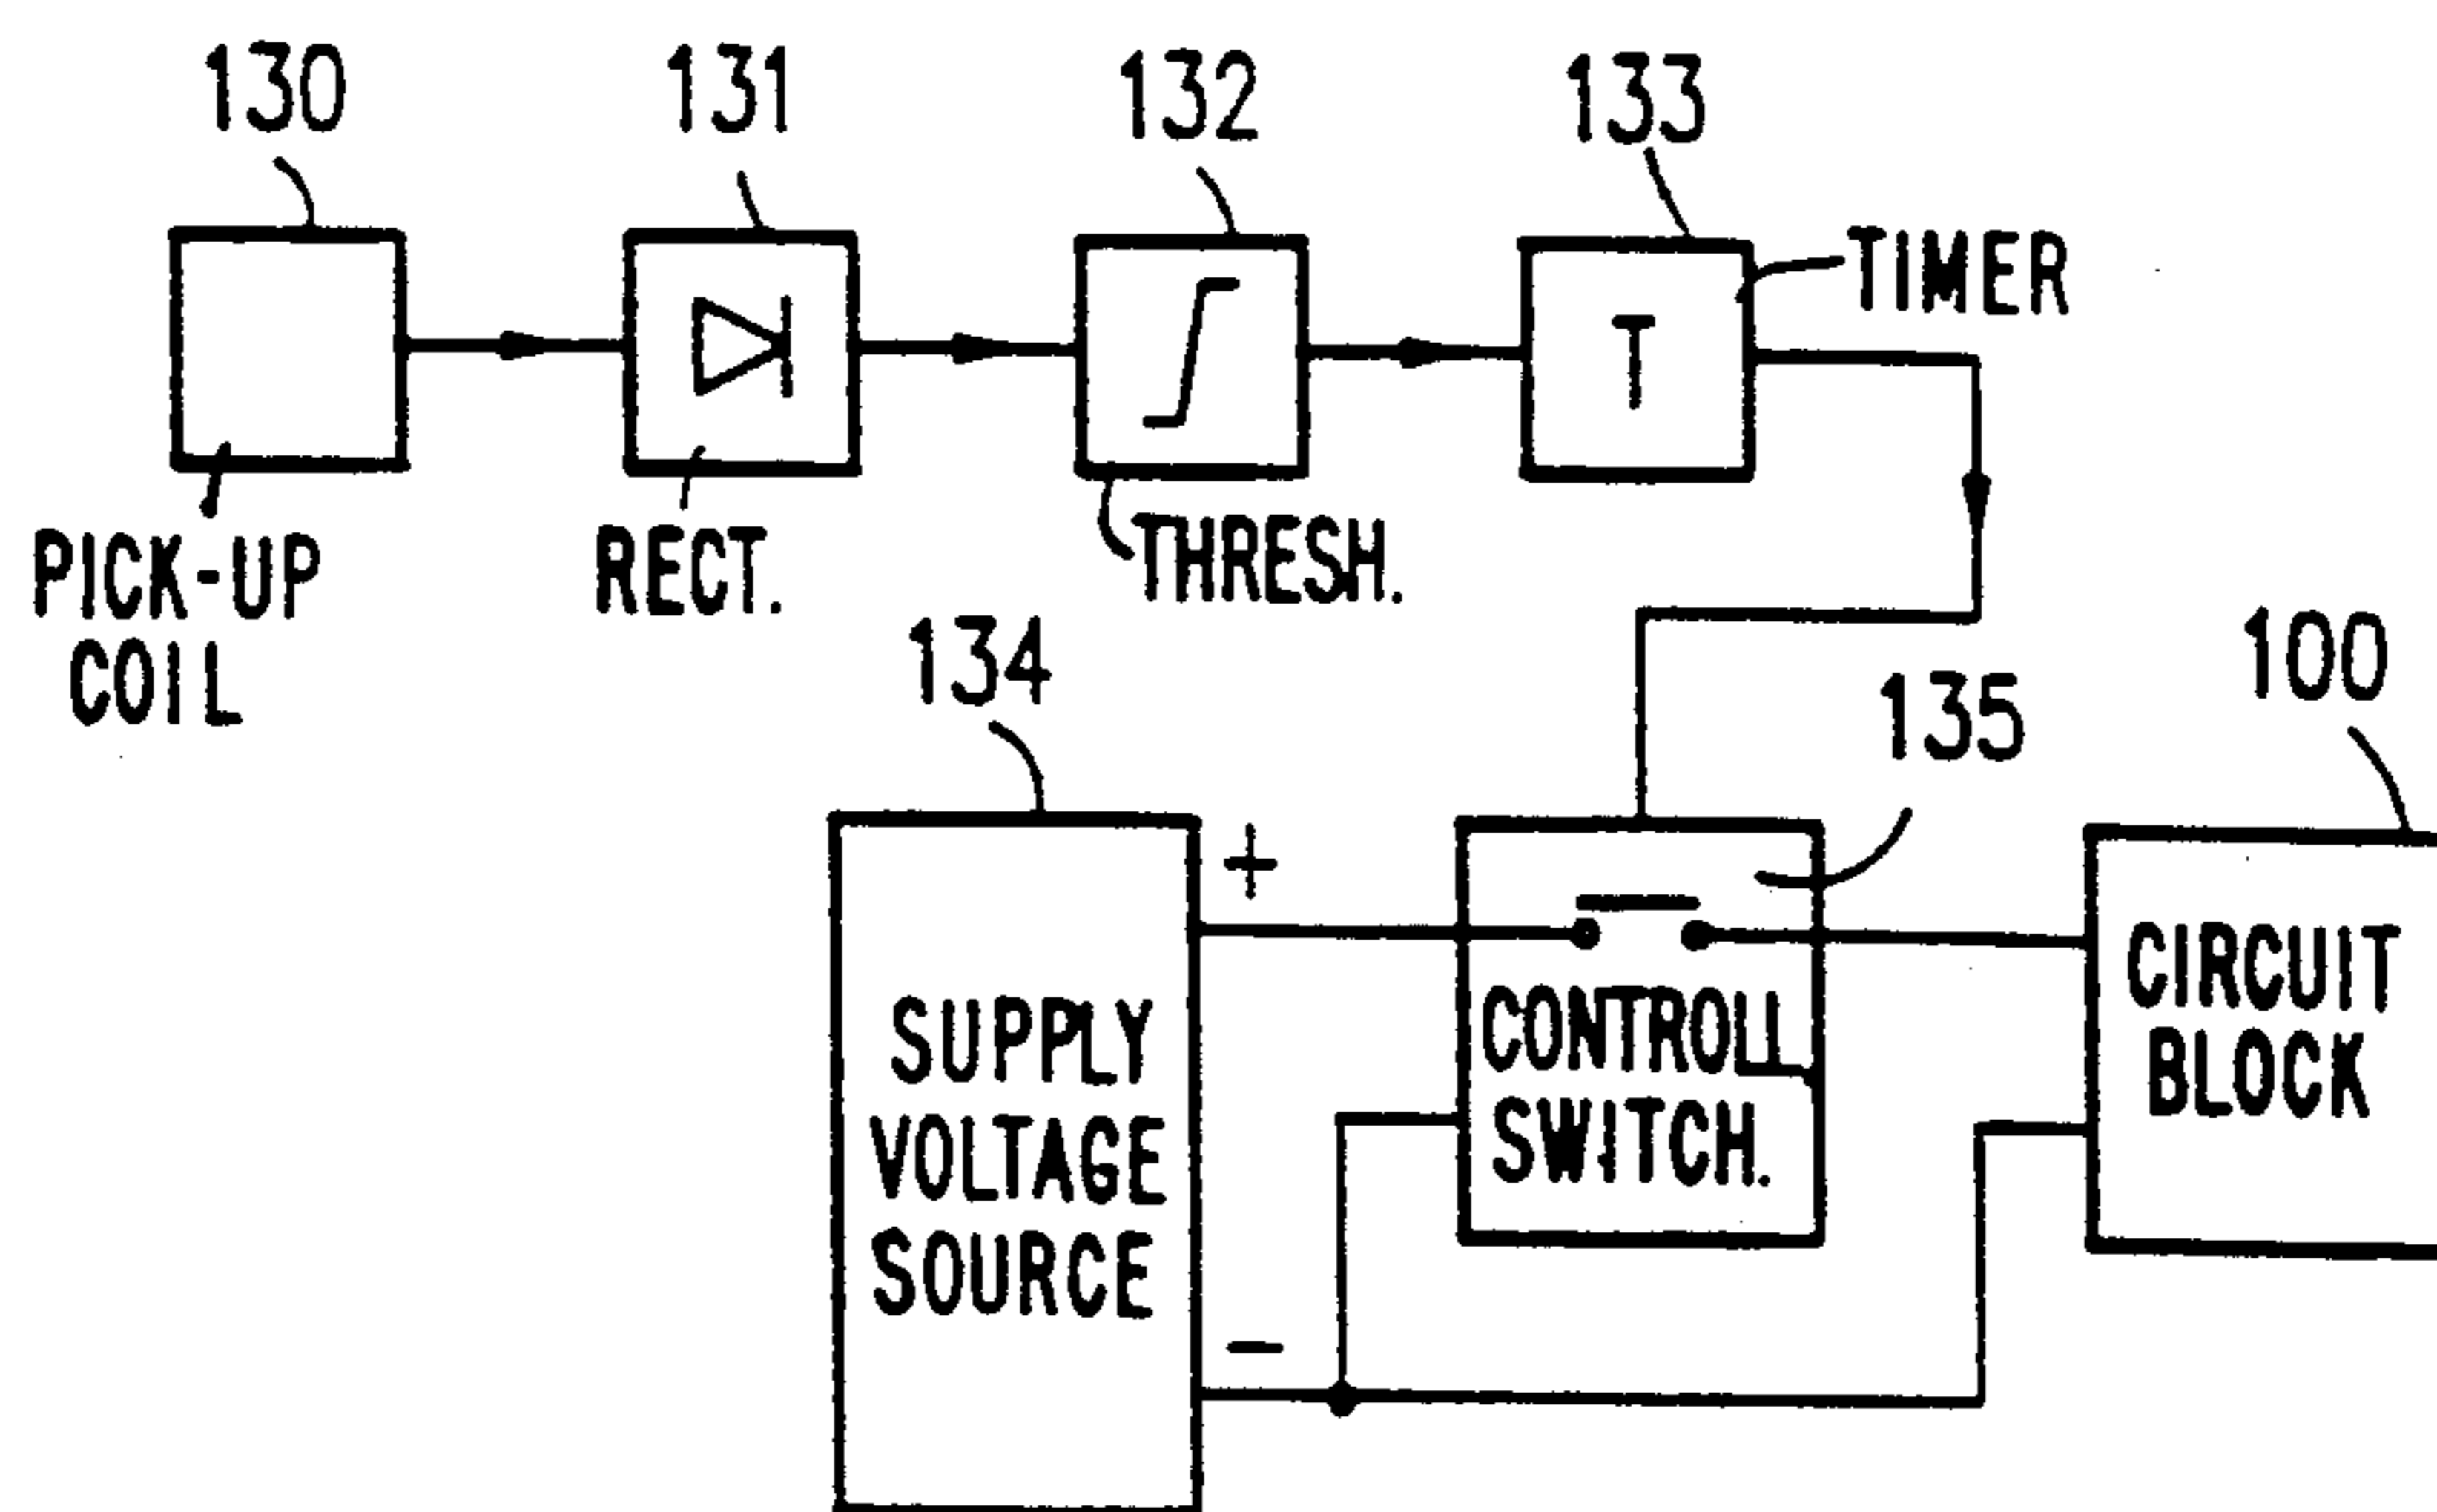 130
131
132
133
TIMER
T
PICK-UP
COIL
RECT.
THRESH.
134
135
100
+
SUPPLY
VOLTAGE
SOURCE
CONTROLL
SWITCH.
CIRCUIT
BLOCK
-